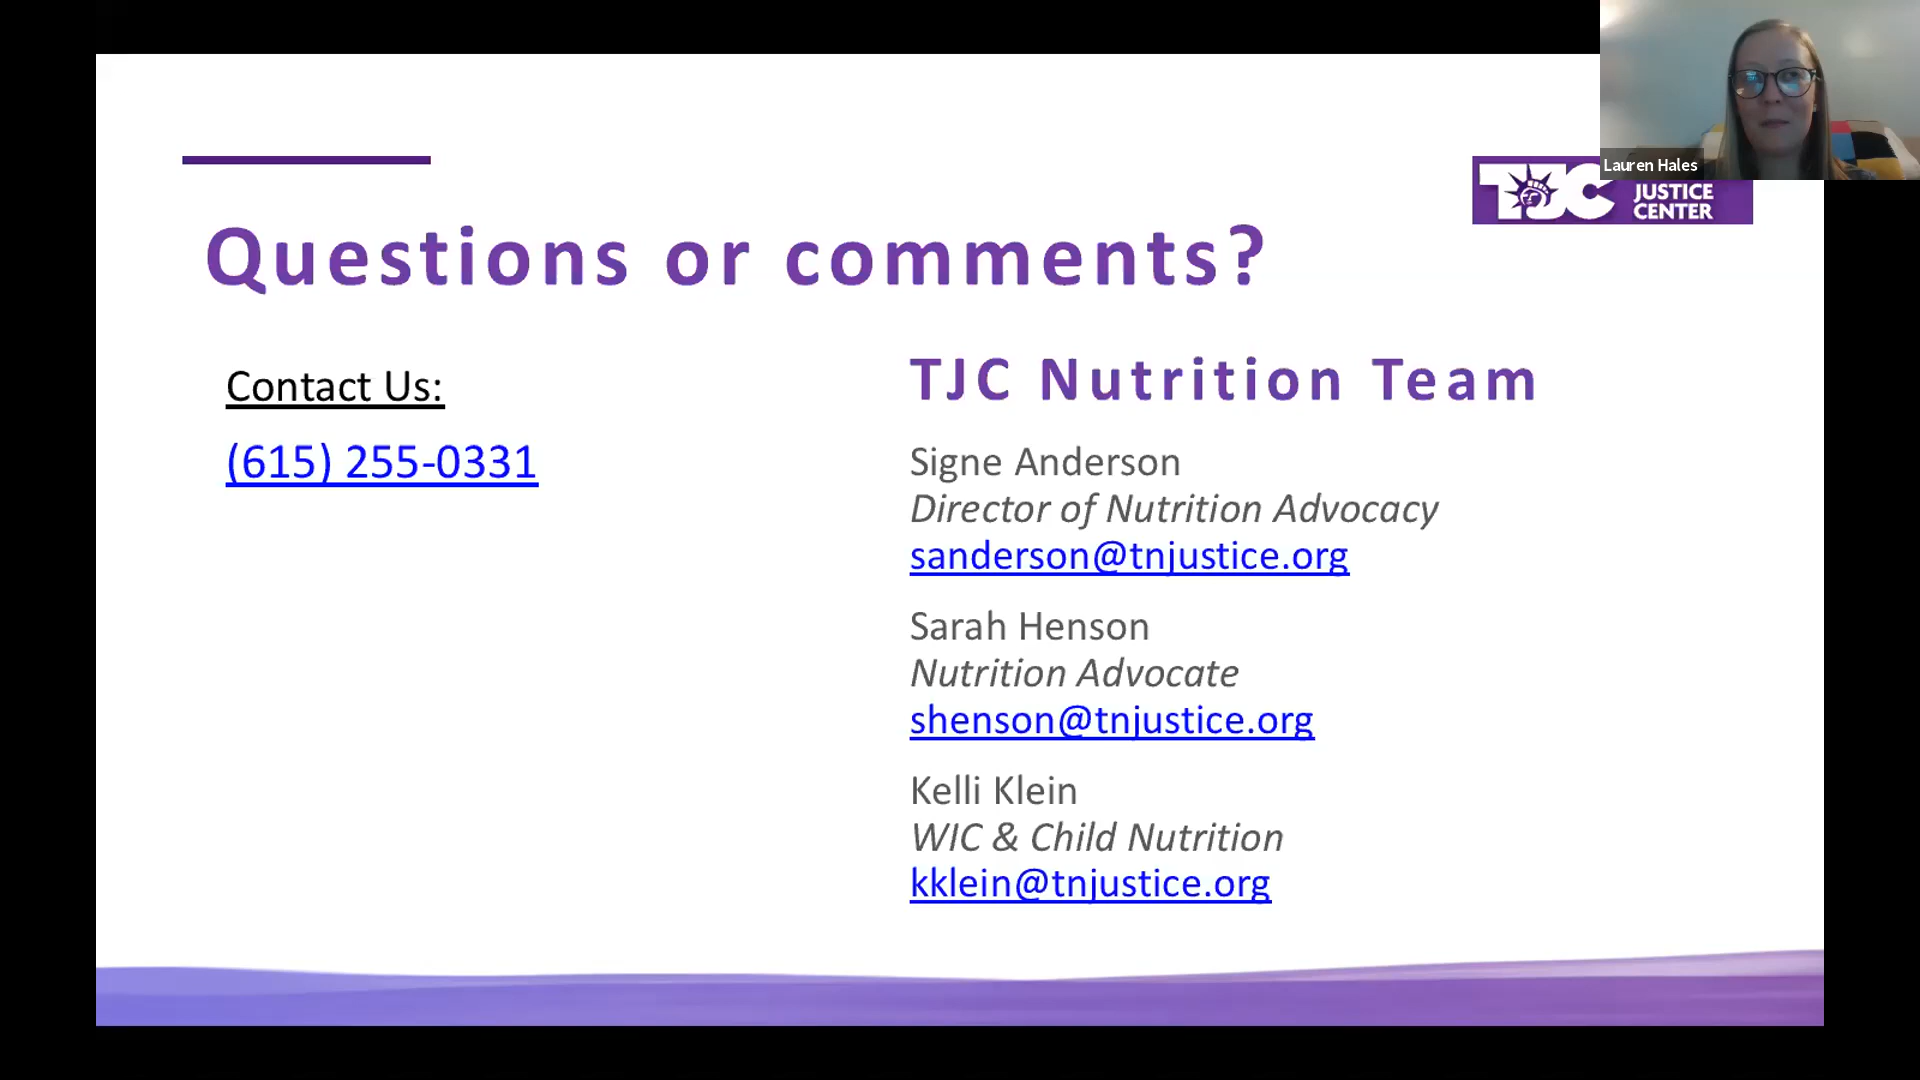 Lauren Hales
TJC JUSTICE
CENTER
Questions or comments?
Contact Us:
(615) 255-0331
TJC Nutrition Team
Signe Anderson
Director of Nutrition Advocacy
sanderson@tnjustice.org
Sarah Henson
Nutrition Advocate
shenson@tnjustice.org
Kelli Klein
WIC & Child Nutrition
kklein@tnjustice.org